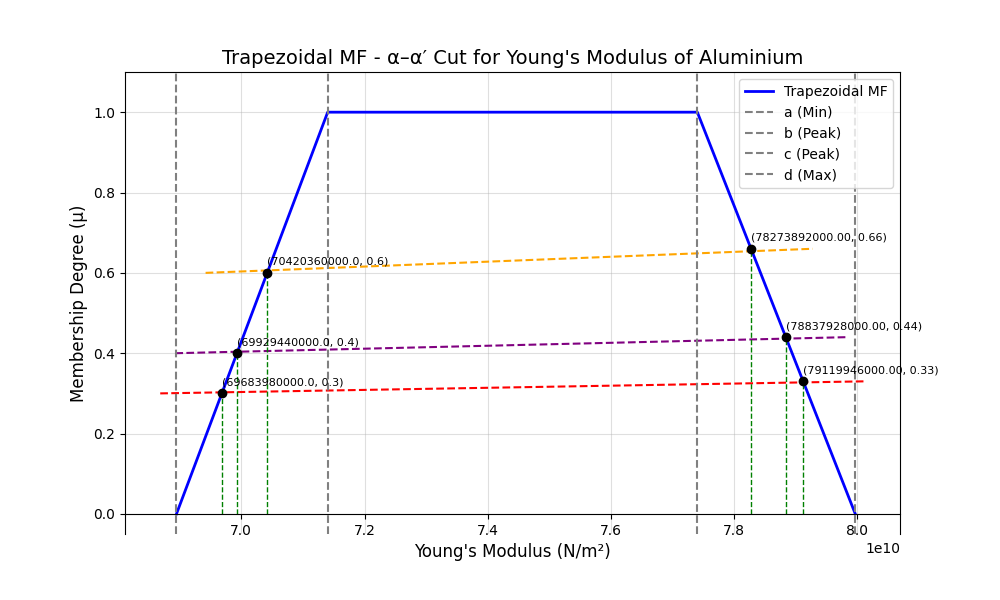 Trapezoidal MF - α–α′ Cut for Young's Modulus of Aluminium
Trapezoidal MF
a (Min)
b (Peak)
c (Peak)
d (Max)
Membership Degree (μ)
1.0
0.8
0.6
0.4
0.2
0.0
(78273892000.00, 0.66)
(70420360000.0, 0.6)
(78837928000.00, 0.44)
(69929440000.0, 0.4)
(79119946000.00, 0.33)
(69683980000.0, 0.3)
7.0
7.2
7.4
7.6
7.8
8.0
1e10
Young's Modulus (N/m²)